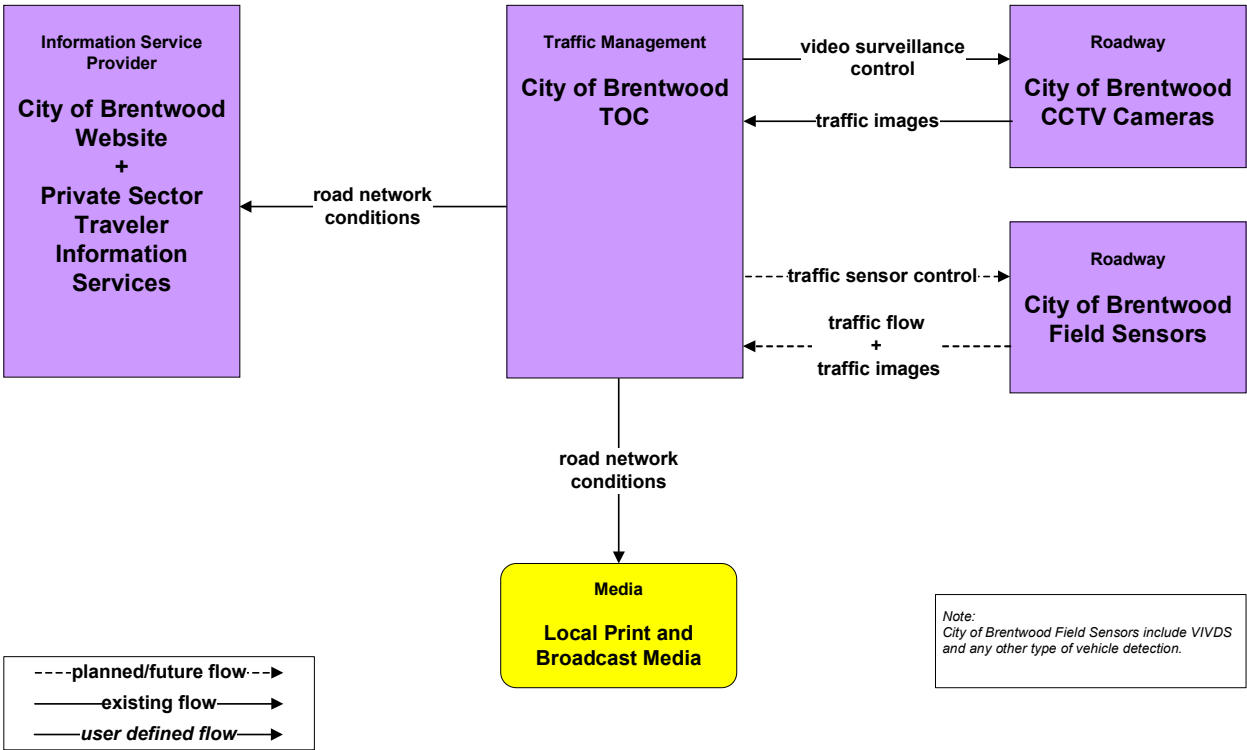 Information Service
Provider
City of Brentwood
Website
+
Private Sector
Traveler
Information
Services
road network
conditions
Traffic Management
City of Brentwood
TOC
video surveillance
control
traffic images
Roadway
City of Brentwood
CCTV Cameras
traffic sensor control
traffic flow
+
traffic images
Roadway
City of Brentwood
Field Sensors
road network
conditions
Media
Local Print and
Broadcast Media
Note:
City of Brentwood Field Sensors include VIVDS
and any other type of vehicle detection.
planned/future flow
existing flow
user defined flow